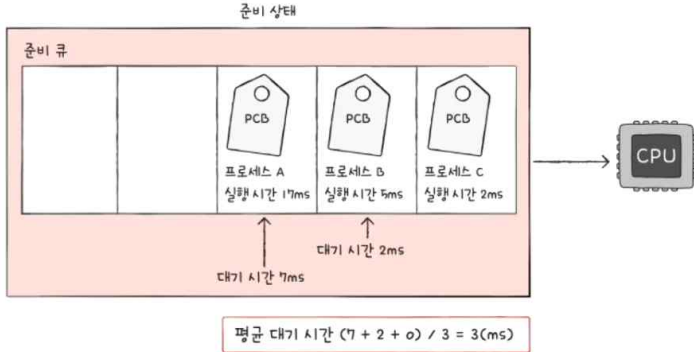 준비 상태
준비 큐
PCB
PCB
PCB
프로세스 A
실행 시간 17ms
프로세스 B
실행 시간 5ms
프로세스 C
실행 시간 2ms
CPU
대기 시간 2ms
대기 시간 7ms
평균 대기 시간 (7 + 2 + 0) / 3 = 3(ms)